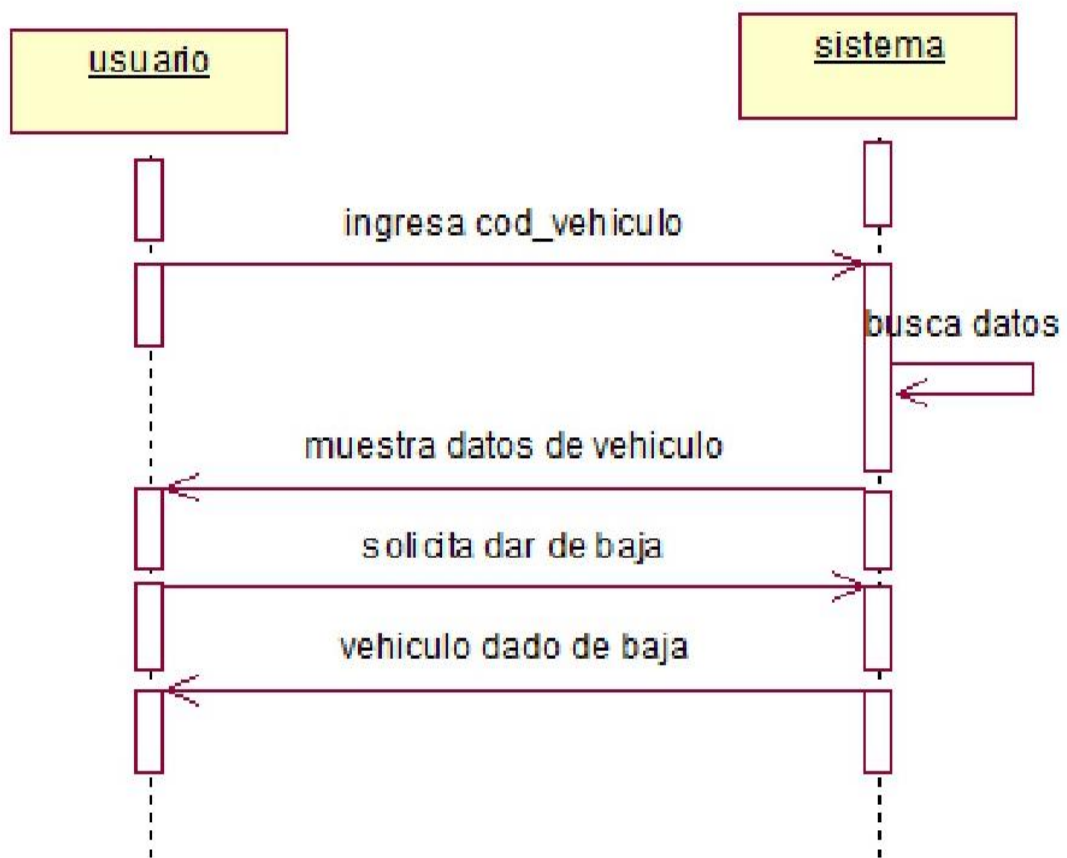 usuario
sistema
ingresa cod_vehiculo
busca datos
muestra datos de vehiculo
solicita dar de baja
vehiculo dado de baja